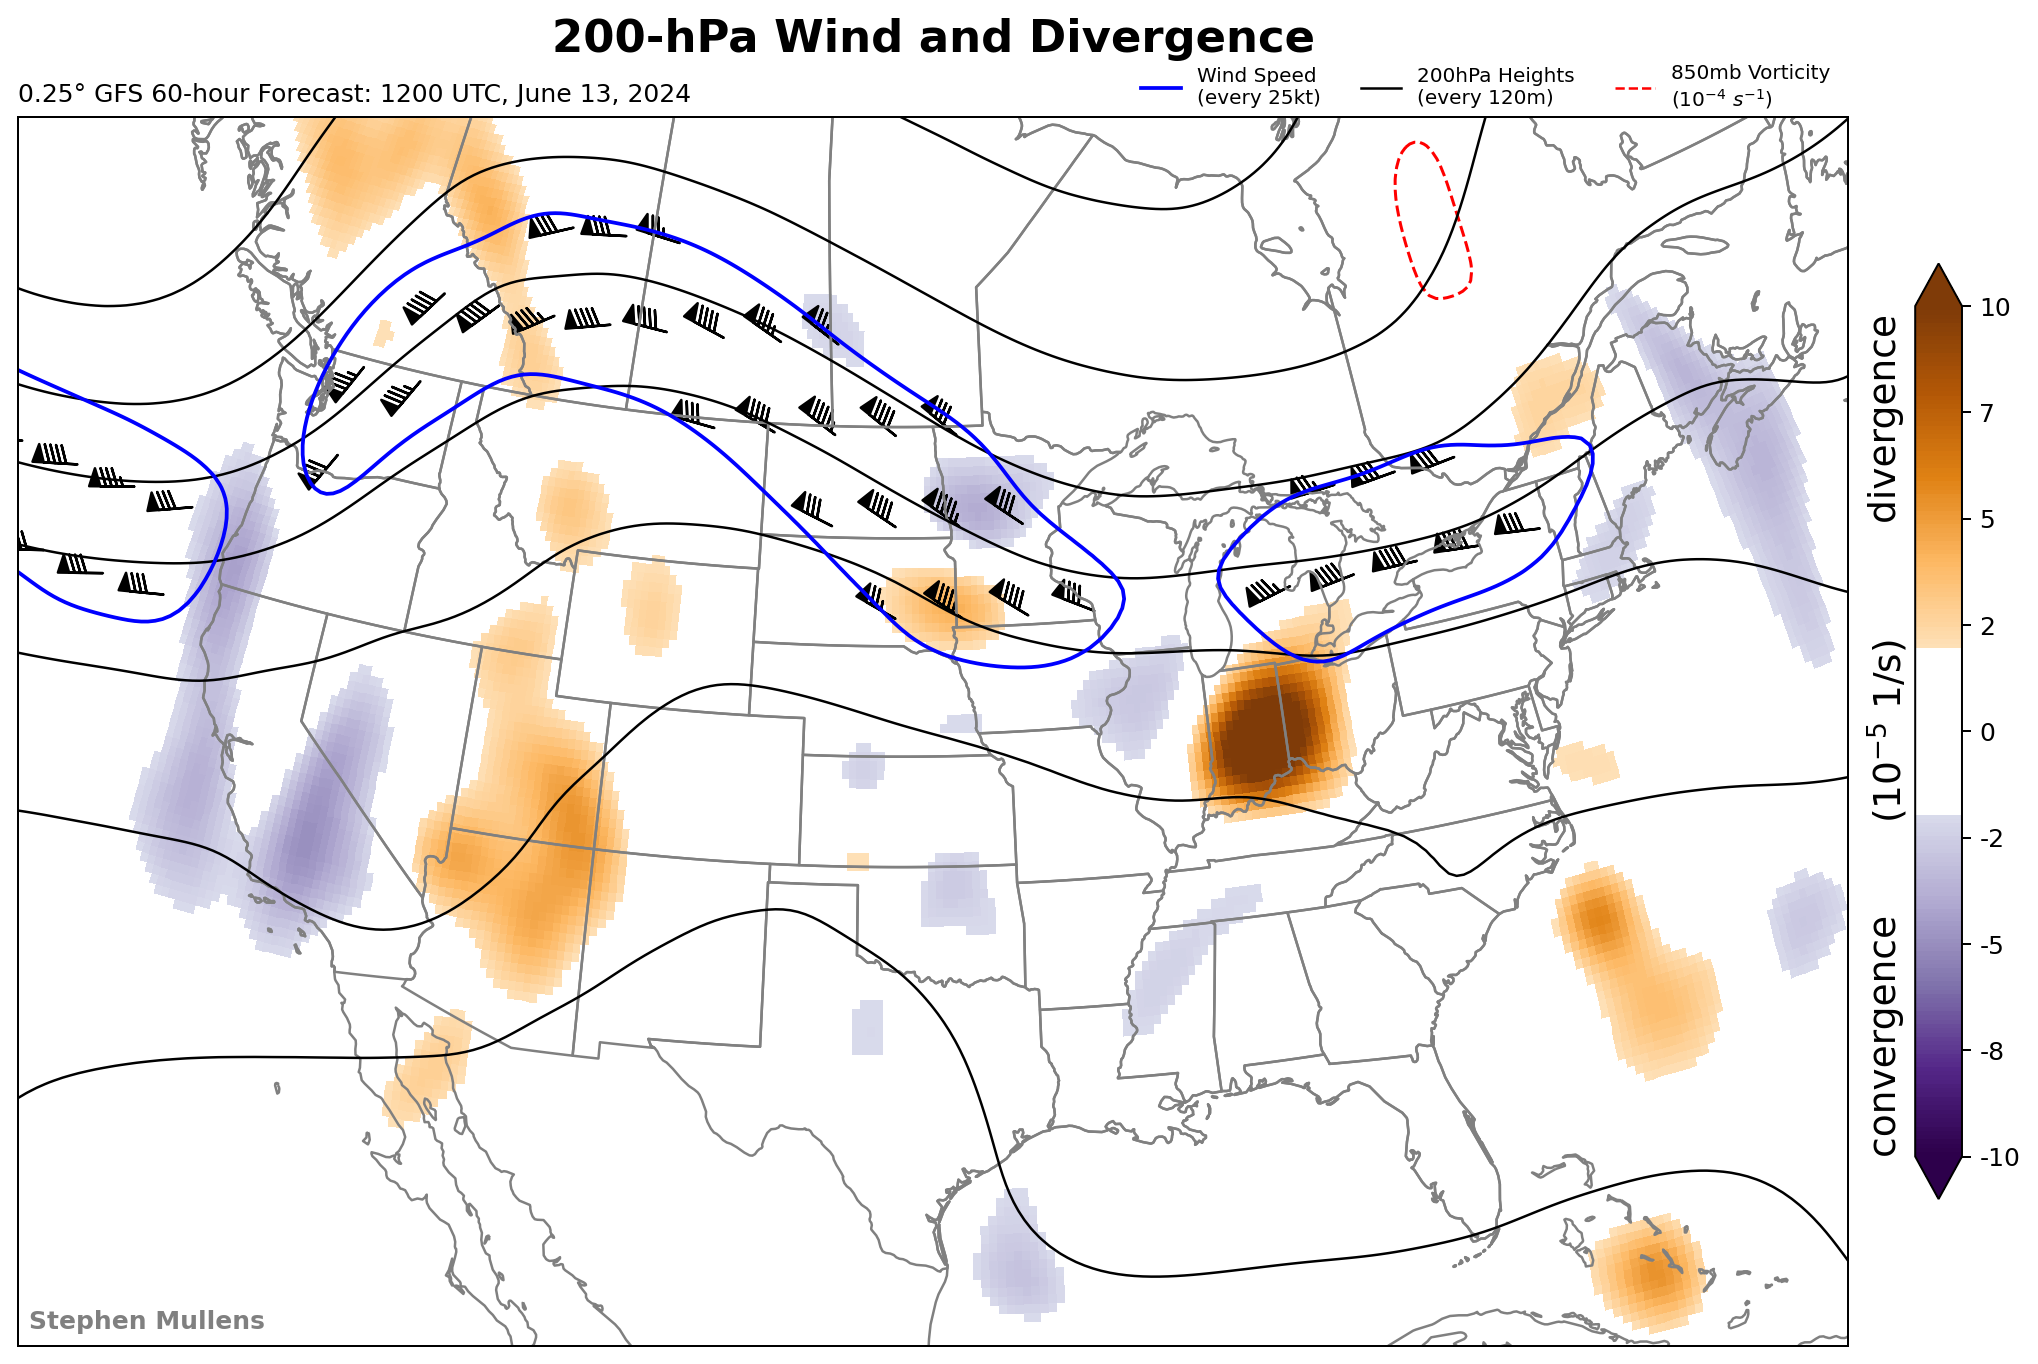 200-hPa Wind and Divergence
0.25° GFS 60-hour Forecast: 1200 UTC, June 13, 2024
Wind Speed
(every 25kt)
200hPa Heights
(every 120m)
850mb Vorticity
(10⁻⁴ s⁻¹)
10
7
5
2
0
-2
-5
-8
-10
convergence (10⁻⁵ 1/s) divergence
Stephen Mullens